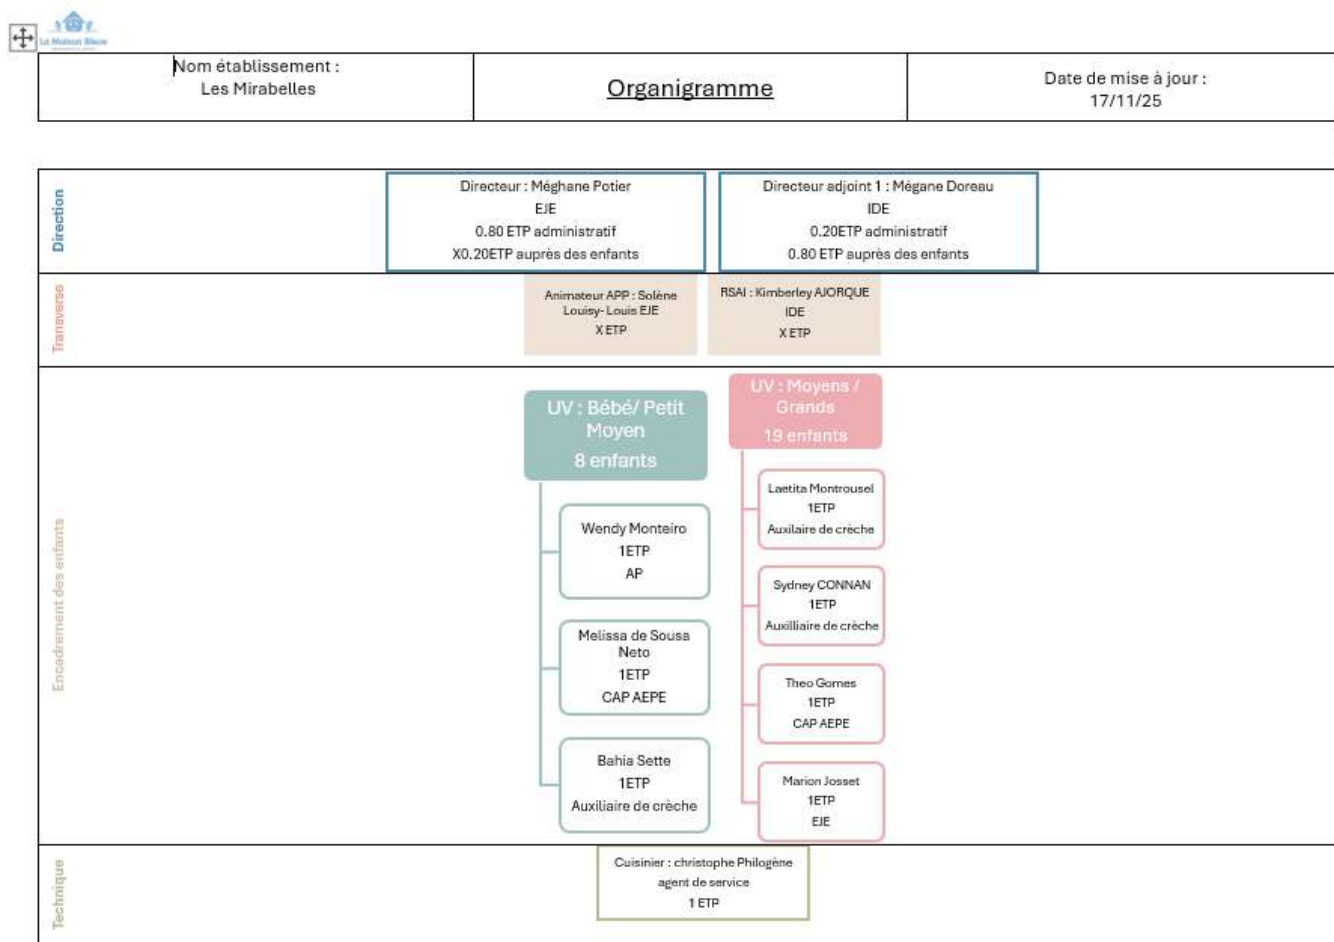 La Maison Bleue
Nom établissement :
Les Mirabelles
Organigramme
Date de mise à jour :
17/11/25
Direction
Directeur : Méghane Potier
EJE
0.80 ETP administratif
X0.20ETP auprès des enfants
Directeur adjoint 1 : Mégane Doreau
IDE
0.20ETP administratif
0.80 ETP auprès des enfants
Transverse
Animateur APP : Solène
Louisy- Louis EJE
X ETP
RSAI : Kimberley AJORQUE
IDE
X ETP
Encadrement des enfants
UV : Bébé/ Petit
Moyen
8 enfants
Wendy Monteiro
1ETP
AP
Melissa de Sousa
Neto
1ETP
CAP AEPE
Bahia Sette
1ETP
Auxiliaire de crèche
UV : Moyens /
Grands
19 enfants
Laetita Montrousel
1ETP
Auxilaire de crèche
Sydney CONNAN
1ETP
Auxilliaire de crèche
Theo Gomes
1ETP
CAP AEPE
Marion Josset
1ETP
EJE
Technique
Cuisinier : christophe Philogène
agent de service
1 ETP